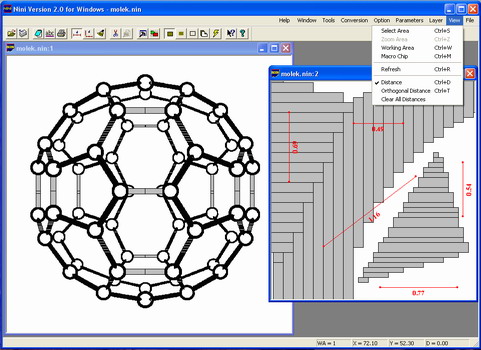 Nini Version 2.0 for Windows - molek.nin
Help Window Tools Conversion Option Parameters Layer View File
Select Area Ctrl+S
Zoom Area Ctrl+Z
Working Area Ctrl+W
Macro Chip Ctrl+M
Refresh Ctrl+R
Distance Ctrl+D
Orthogonal Distance Ctrl+T
Clear All Distances
molek.nin:1
molek.nin:2
0.49
0.69
1.16
0.54
0.77
WA = 1 X = 72.10 Y = 52.30 D = 0.00